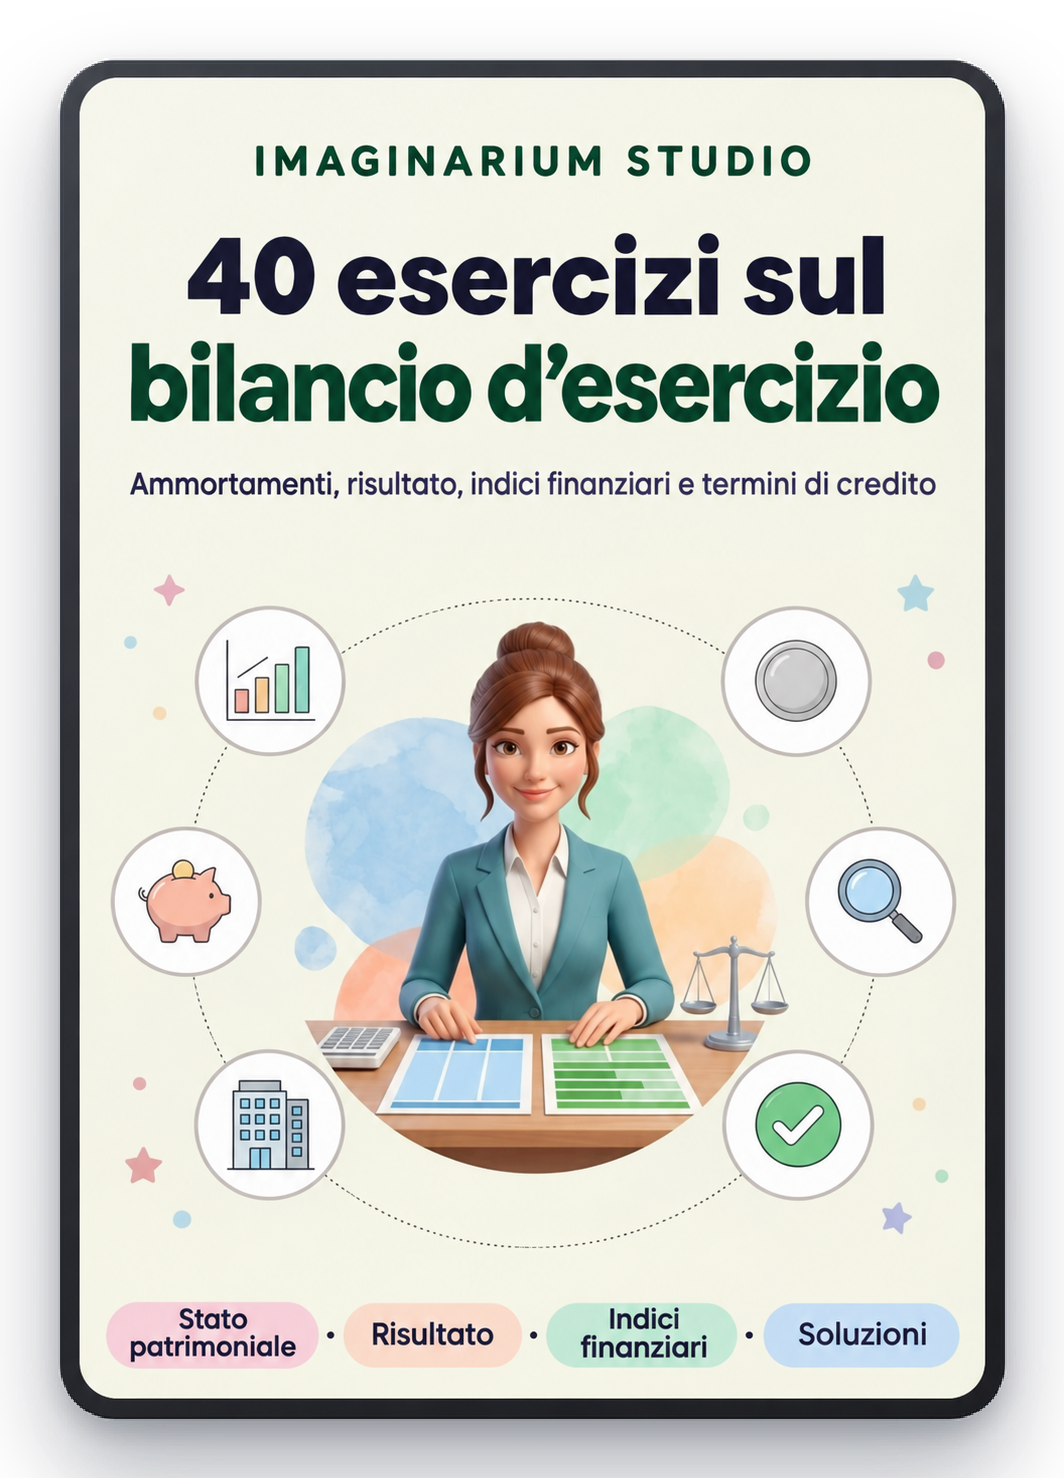 IMAGINARIUM STUDIO
40 esercizi sul
bilancio d’esercizio
Ammortamenti, risultato, indici finanziari e termini di credito
Stato
patrimoniale
• Risultato •
Indici
finanziari
• Soluzioni